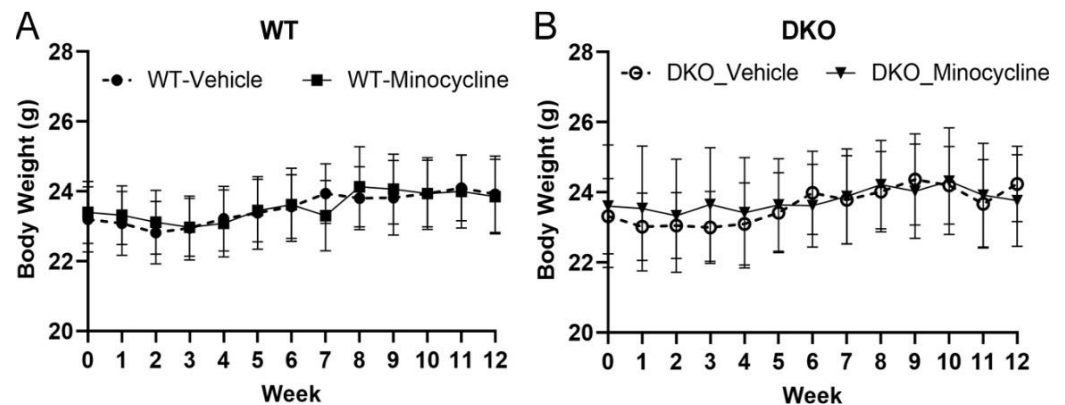 A
WT
28
26
24
22
20
Body Weight (g)
WT-Vehicle
WT-Minocycline
0 1 2 3 4 5 6 7 8 9 10 11 12
Week
B
DKO
28
26
24
22
20
Body Weight (g)
DKO_Vehicle
DKO_Minocycline
0 1 2 3 4 5 6 7 8 9 10 11 12
Week